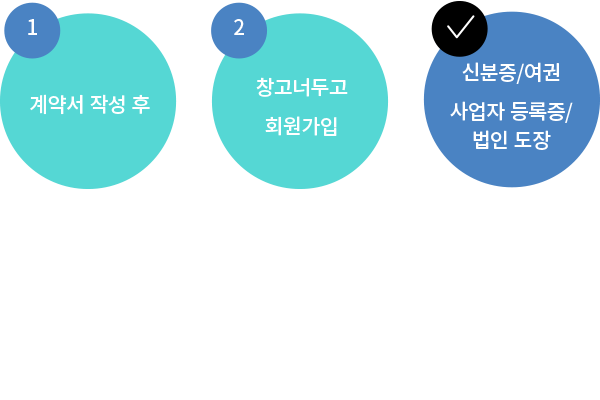 1
계약서 작성 후
2
창고너두고
회원가입
신분증/여권
사업자 등록증/
법인 도장